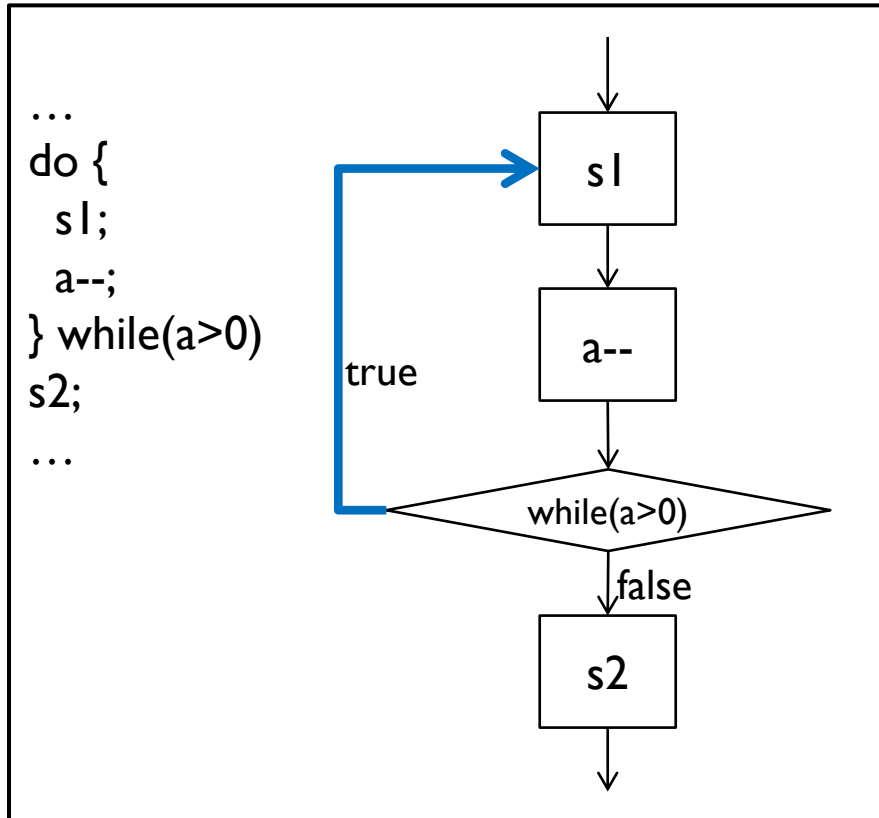 …
do {
s1;
a--;
} while(a>0)
s2;
…
s1
a--
true
while(a>0)
false
s2